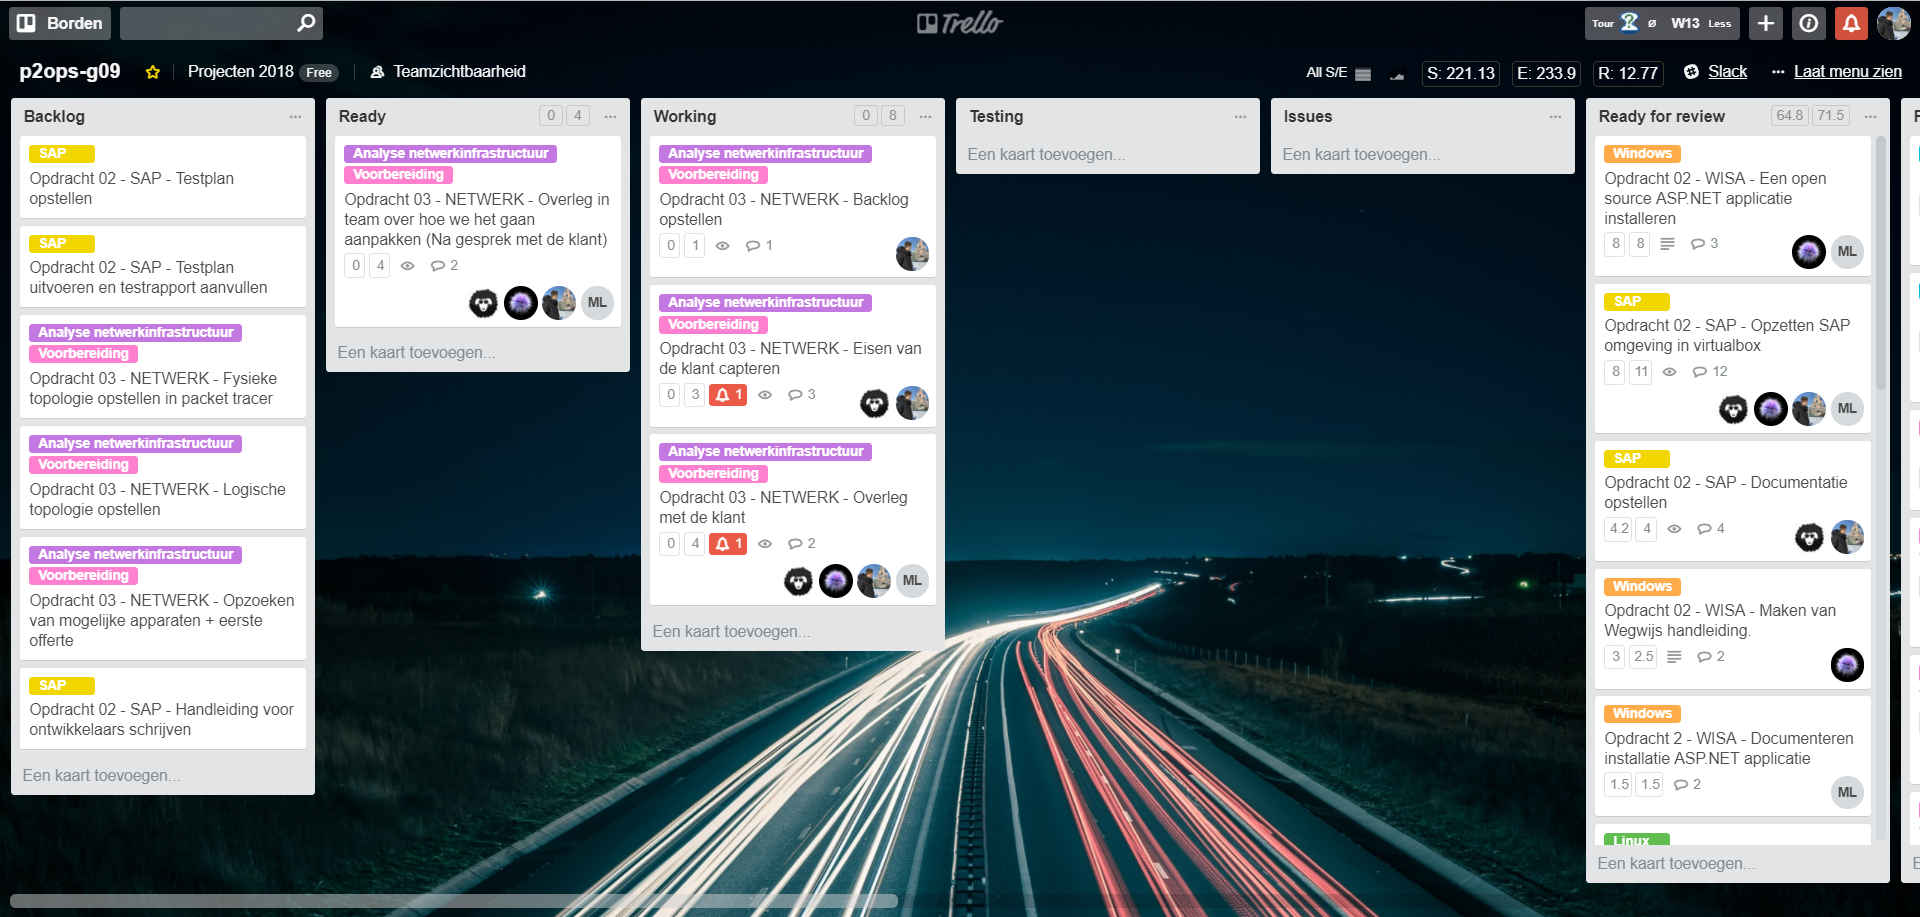 Borden
Trello
Tour
ø
W13
Less
p2ops-g09
Projecten 2018
Free
Teamzichtbaarheid
All S/E
S: 221.13
E: 233.9
R: 12.77
Slack
Laat menu zien
Backlog
SAP
Opdracht 02 - SAP - Testplan
opstellen
SAP
Opdracht 02 - SAP - Testplan
uitvoeren en testrapport aanvullen
Analyse netwerkinfrastructuur
Voorbereiding
Opdracht 03 - NETWERK - Fysieke
topologie opstellen in packet tracer
Analyse netwerkinfrastructuur
Voorbereiding
Opdracht 03 - NETWERK - Logische
topologie opstellen
Analyse netwerkinfrastructuur
Voorbereiding
Opdracht 03 - NETWERK - Opzoeken
van mogelijke apparaten + eerste
offerte
SAP
Opdracht 02 - SAP - Handleiding voor
ontwikkelaars schrijven
Een kaart toevoegen...
Ready
0 4
Analyse netwerkinfrastructuur
Voorbereiding
Opdracht 03 - NETWERK - Overleg in
team over hoe we het gaan
aanpakken (Na gesprek met de klant)
0 4 2
ML
Een kaart toevoegen...
Working
0 8
Analyse netwerkinfrastructuur
Voorbereiding
Opdracht 03 - NETWERK - Backlog
opstellen
0 1 1
Analyse netwerkinfrastructuur
Voorbereiding
Opdracht 03 - NETWERK - Eisen van
de klant capteren
0 3 1 3
Analyse netwerkinfrastructuur
Voorbereiding
Opdracht 03 - NETWERK - Overleg
met de klant
0 4 1 2
ML
Een kaart toevoegen...
Testing
Een kaart toevoegen...
Issues
Een kaart toevoegen...
Ready for review
64.8 71.5
Windows
Opdracht 02 - WISA - Een open
source ASP.NET applicatie
installeren
8 8 3
ML
SAP
Opdracht 02 - SAP - Opzetten SAP
omgeving in virtualbox
8 11 12
ML
SAP
Opdracht 02 - SAP - Documentatie
opstellen
4.2 4 4
Windows
Opdracht 02 - WISA - Maken van
Wegwijs handleiding.
3 2.5 2
Windows
Opdracht 2 - WISA - Documenteren
installatie ASP.NET applicatie
1.5 1.5 2
ML
Linux
Een kaart toevoegen...